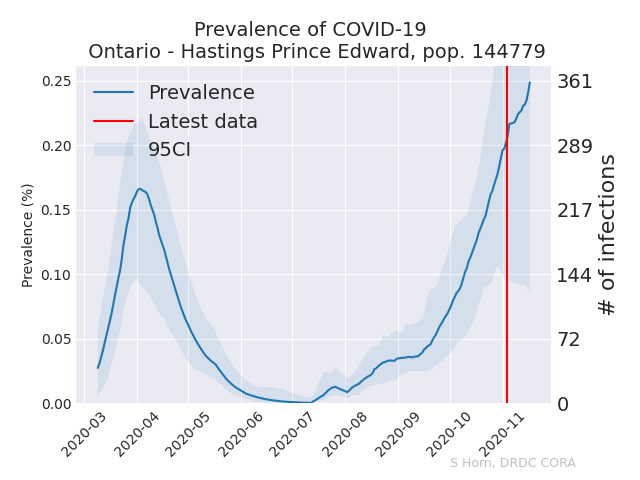 Prevalence of COVID-19
Ontario - Hastings Prince Edward, pop. 144779
Prevalence
Latest data
95CI
Prevalence (%)
0.25
0.20
0.15
0.10
0.05
0.00
361
289
217
144
72
0
# of infections
2020-03
2020-04
2020-05
2020-06
2020-07
2020-08
2020-09
2020-10
2020-11
S Horn, DRDC CORA